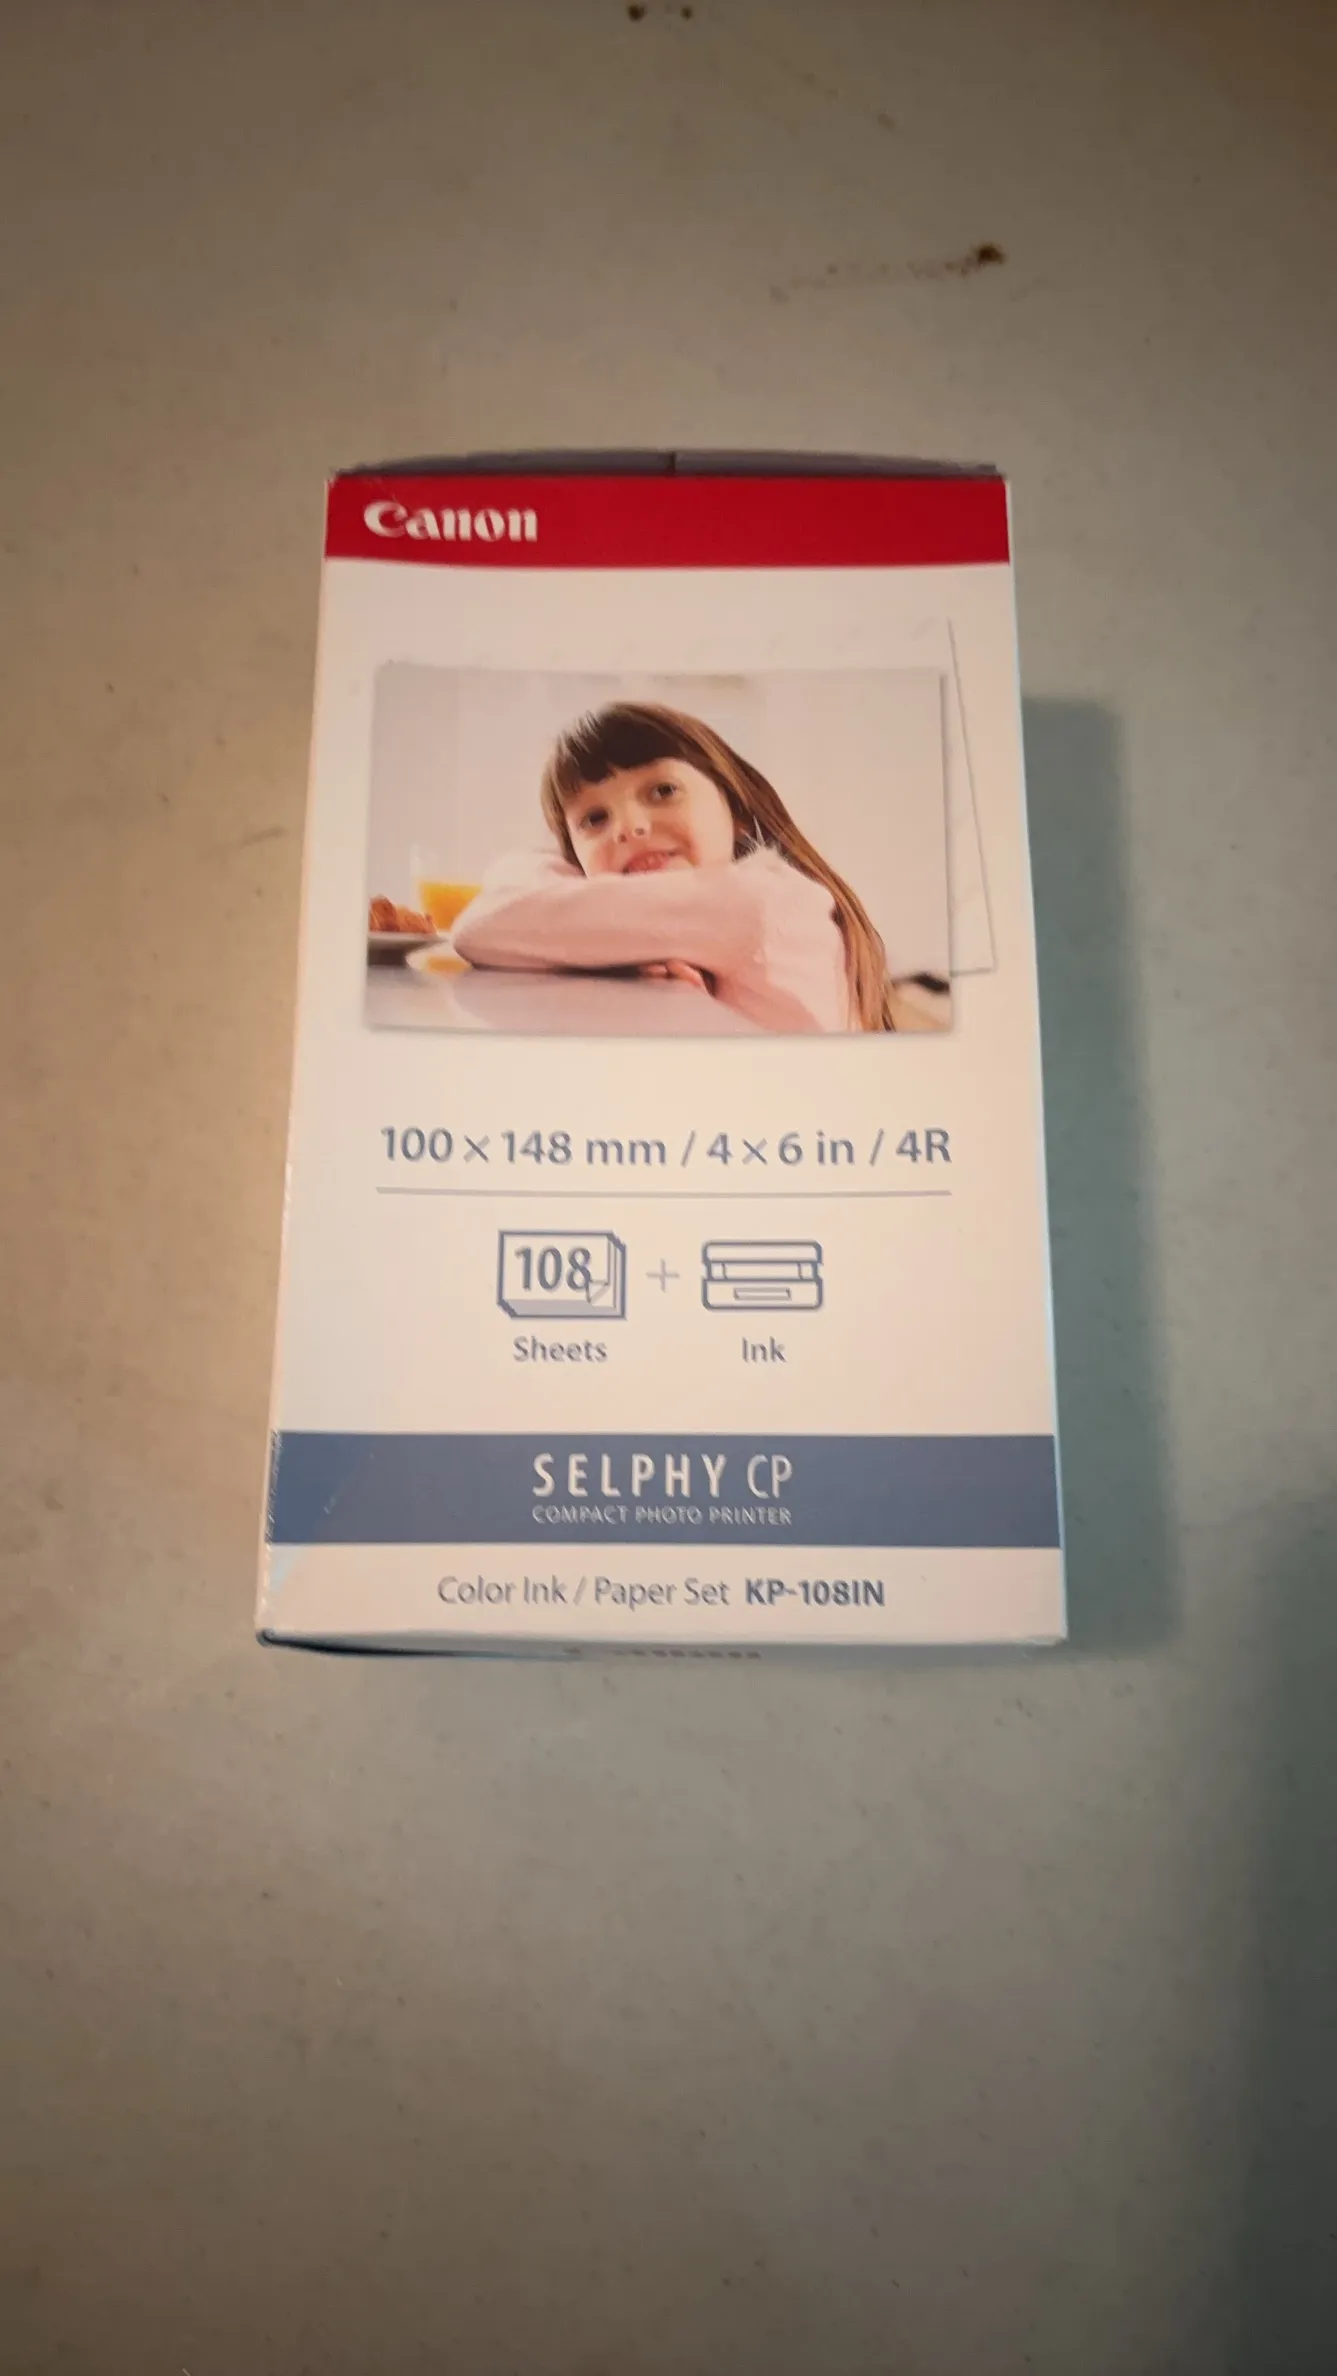 Canon
100 × 148 mm / 4 × 6 in / 4R
108 +
Sheets Ink
SELPHY CP
COMPACT PHOTO PRINTER
Color Ink / Paper Set KP-108IN